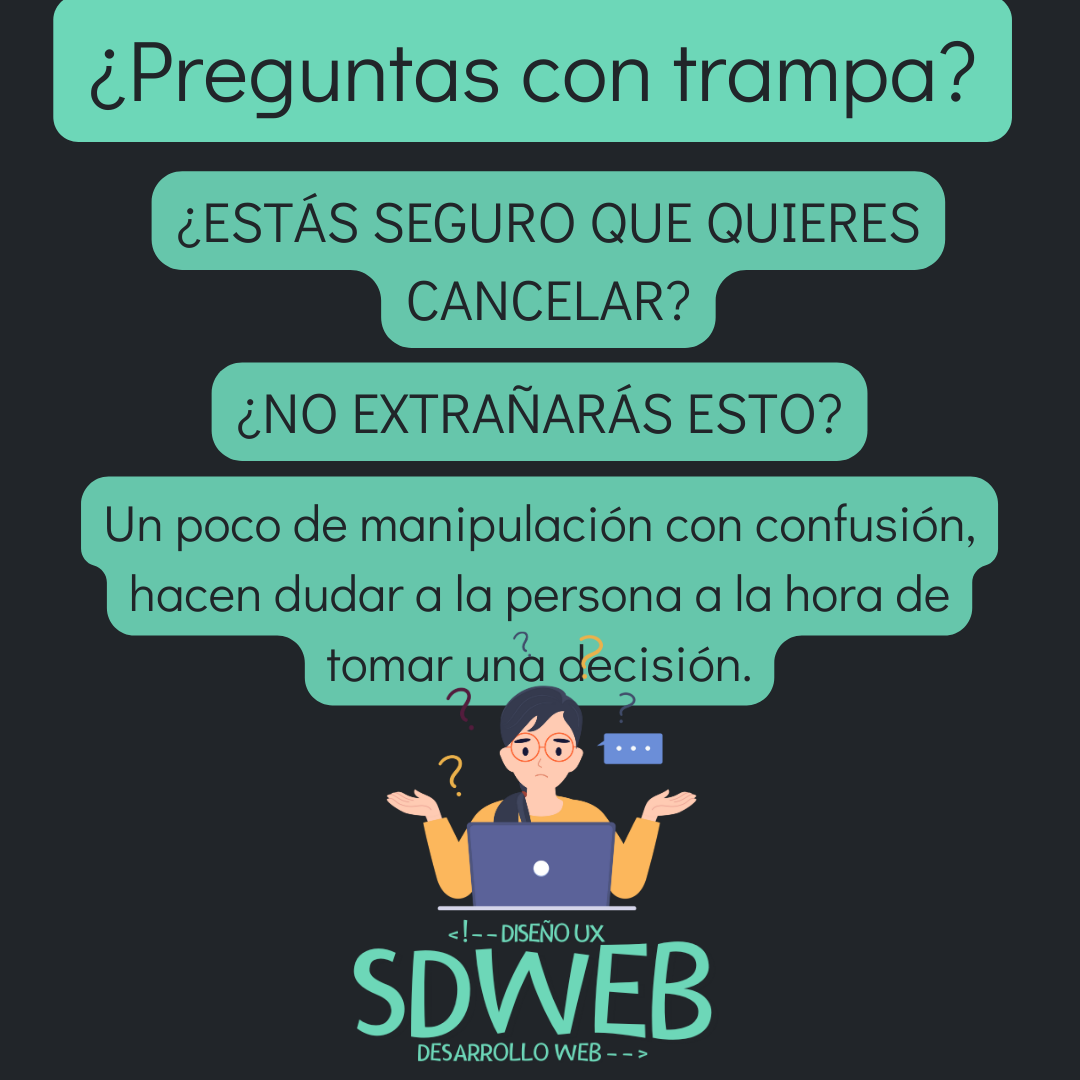 ¿Preguntas con trampa?
¿ESTÁS SEGURO QUE QUIERES
CANCELAR?
¿NO EXTRAÑARÁS ESTO?
Un poco de manipulación con confusión,
hacen dudar a la persona a la hora de
tomar una decisión.
<!--DISEÑO UX
SDWEB
DESARROLLO WEB-->